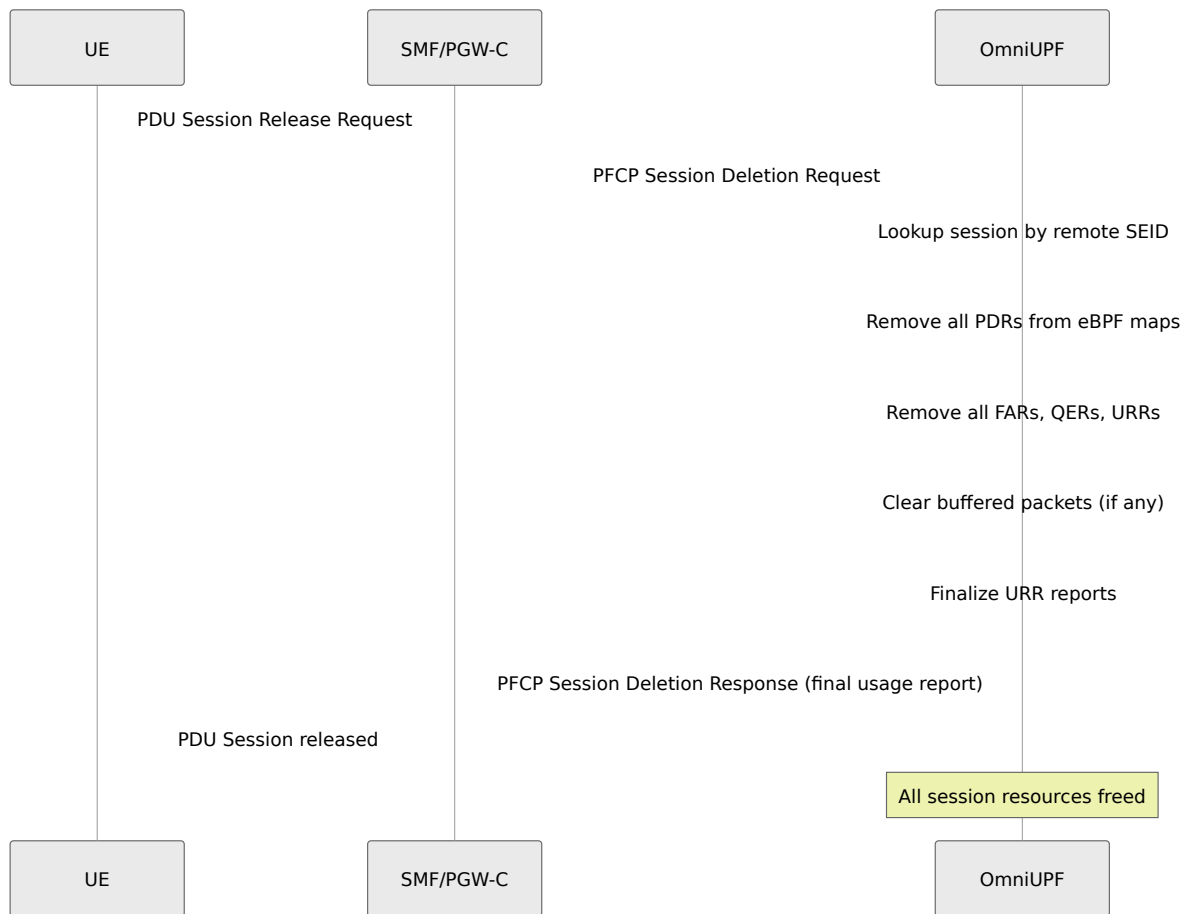 UE
SMF/PGW-C
OmniUPF
PDU Session Release Request
PFCP Session Deletion Request
Lookup session by remote SEID
Remove all PDRs from eBPF maps
Remove all FARs, QERs, URRs
Clear buffered packets (if any)
Finalize URR reports
PFCP Session Deletion Response (final usage report)
PDU Session released
All session resources freed
UE
SMF/PGW-C
OmniUPF